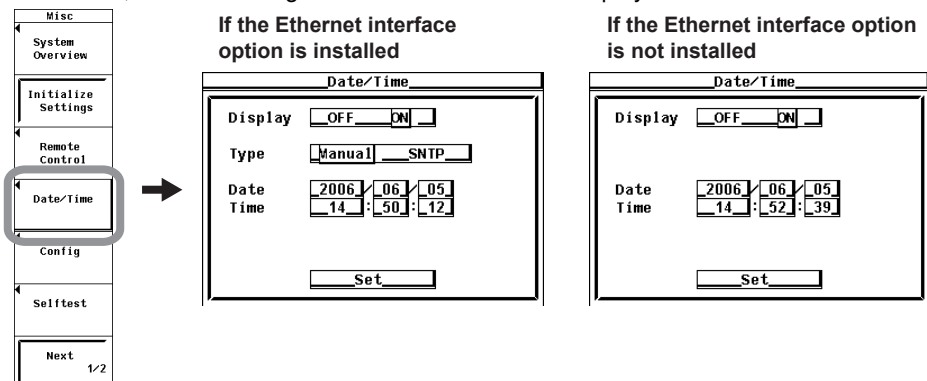 Misc
System
Overview
Initialize
Settings
Remote
Control
Date/Time
Config
Selftest
Next
1/2
If the Ethernet interface
option is installed
Date/Time
Display OFF ON
Type Manual SNTP
Date 2006 / 06 / 05
Time 14 : 50 : 12
Set
If the Ethernet interface option
is not installed
Date/Time
Display OFF ON
Date 2006 / 06 / 05
Time 14 : 52 : 39
Set